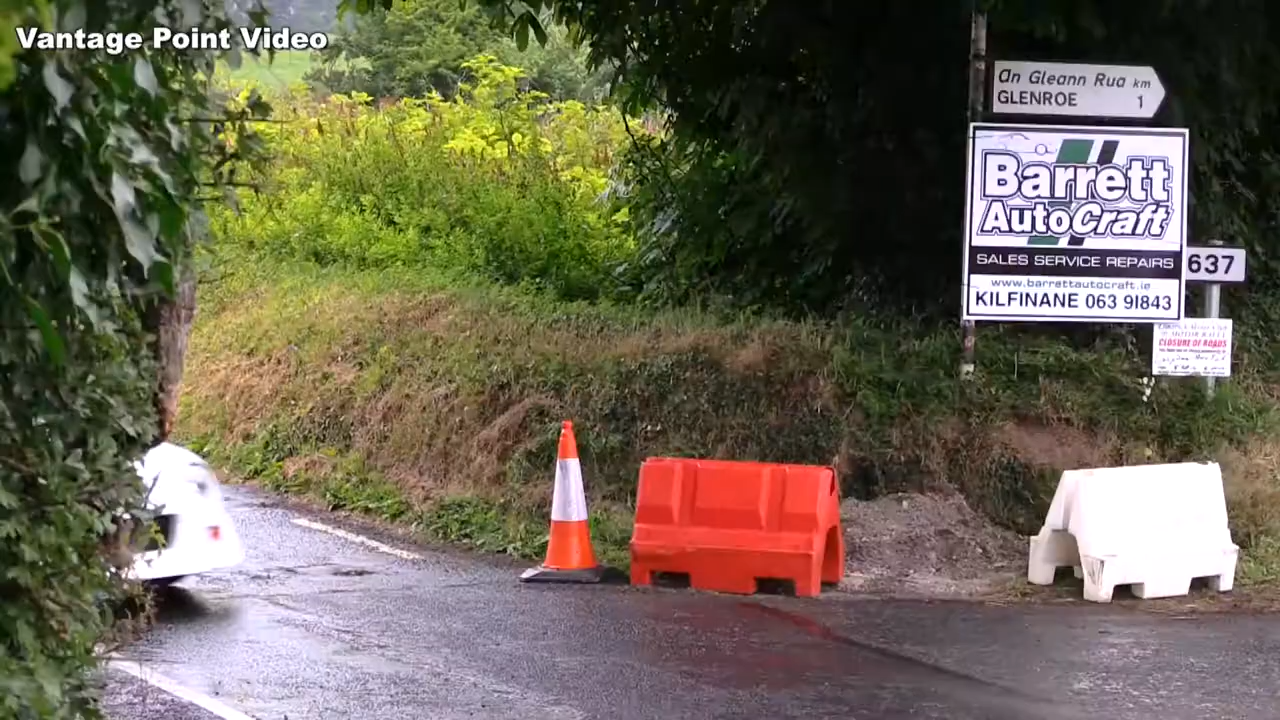 Vantage Point Video
An Gleann Rua km
GLENROE 1
Barrett
AutoCraft
SALES SERVICE REPAIRS
www.barrettautocraft.ie
KILFINANE 063 91843
637
CLOSURE OF ROADS